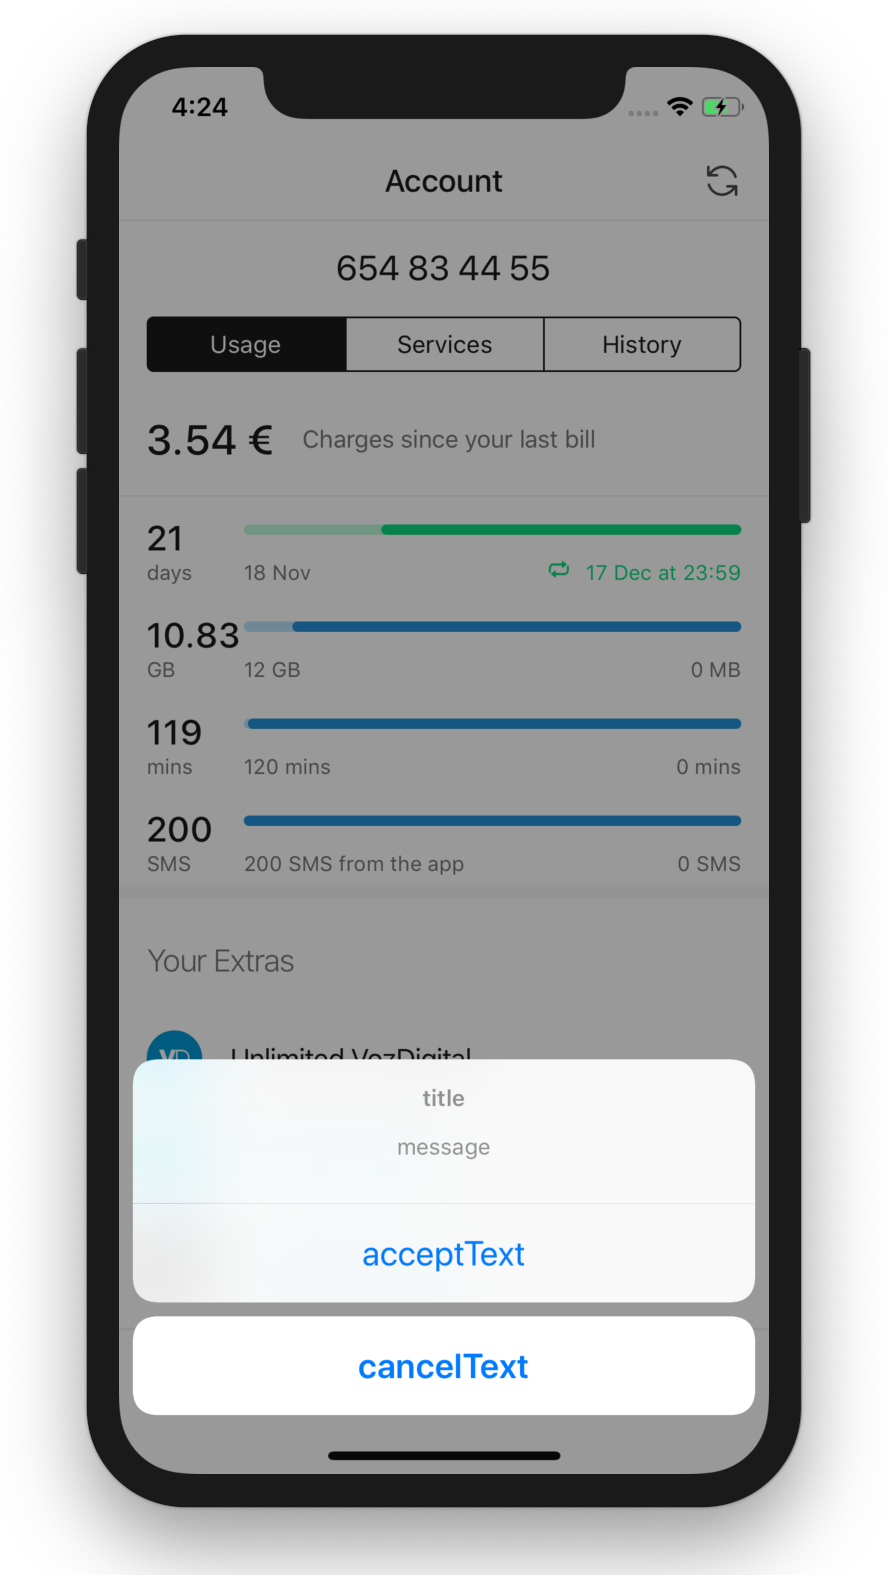 4:24
Account
654 83 44 55
Usage Services History
3.54 € Charges since your last bill
21
days 18 Nov 17 Dec at 23:59
10.83
GB 12 GB 0 MB
119
mins 120 mins 0 mins
200
SMS 200 SMS from the app 0 SMS
Your Extras
VD Unlimited VozDigital
title
message
acceptText
cancelText